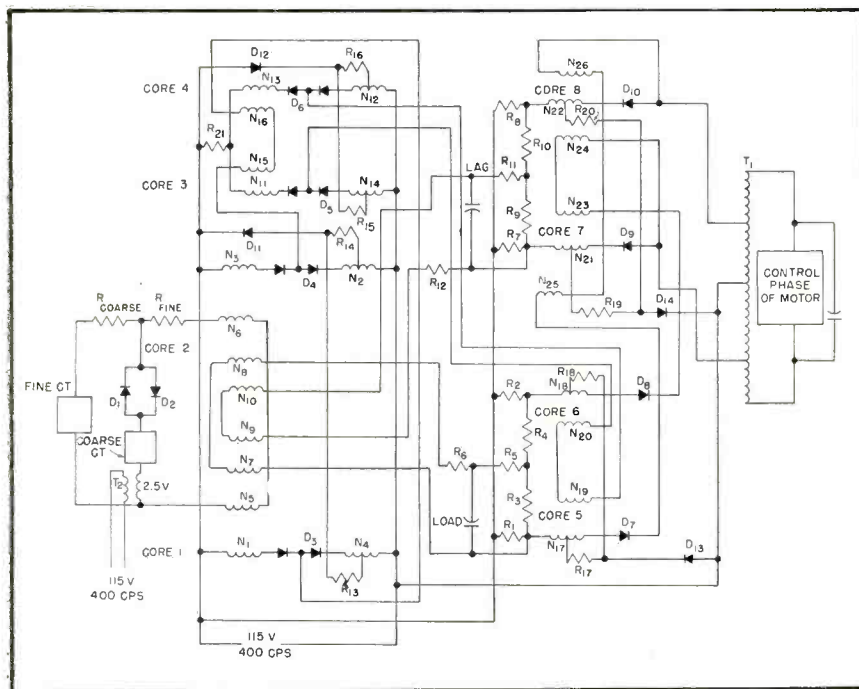 D12
R16
N26
CORE 4
N13
D6
N12
CORE 8
D10
N16
R8
N22
R20
R21
R10
N24
T1
N15
LAG
R11
CORE 3
N11
N14
N23
D5
R9
R15
CORE 7
D11
R14
R7
D9
N3
N21
CONTROL
PHASE
OF MOTOR
D4
N2
R12
N25
R COARSE
R FINE
R19
D14
N6
CORE 2
R18
FINE CT
N8
R2
N18
D8
D1
D2
N10
CORE 6
COARSE
CT
N9
R4
N20
N7
R6
R5
T2
2.5V
N19
R3
N5
LOAD
CORE 5
D3
R1
D7
CORE 1
N1
N4
N17
D13
R17
R13
115 V
400 CPS
115 V
400 CPS